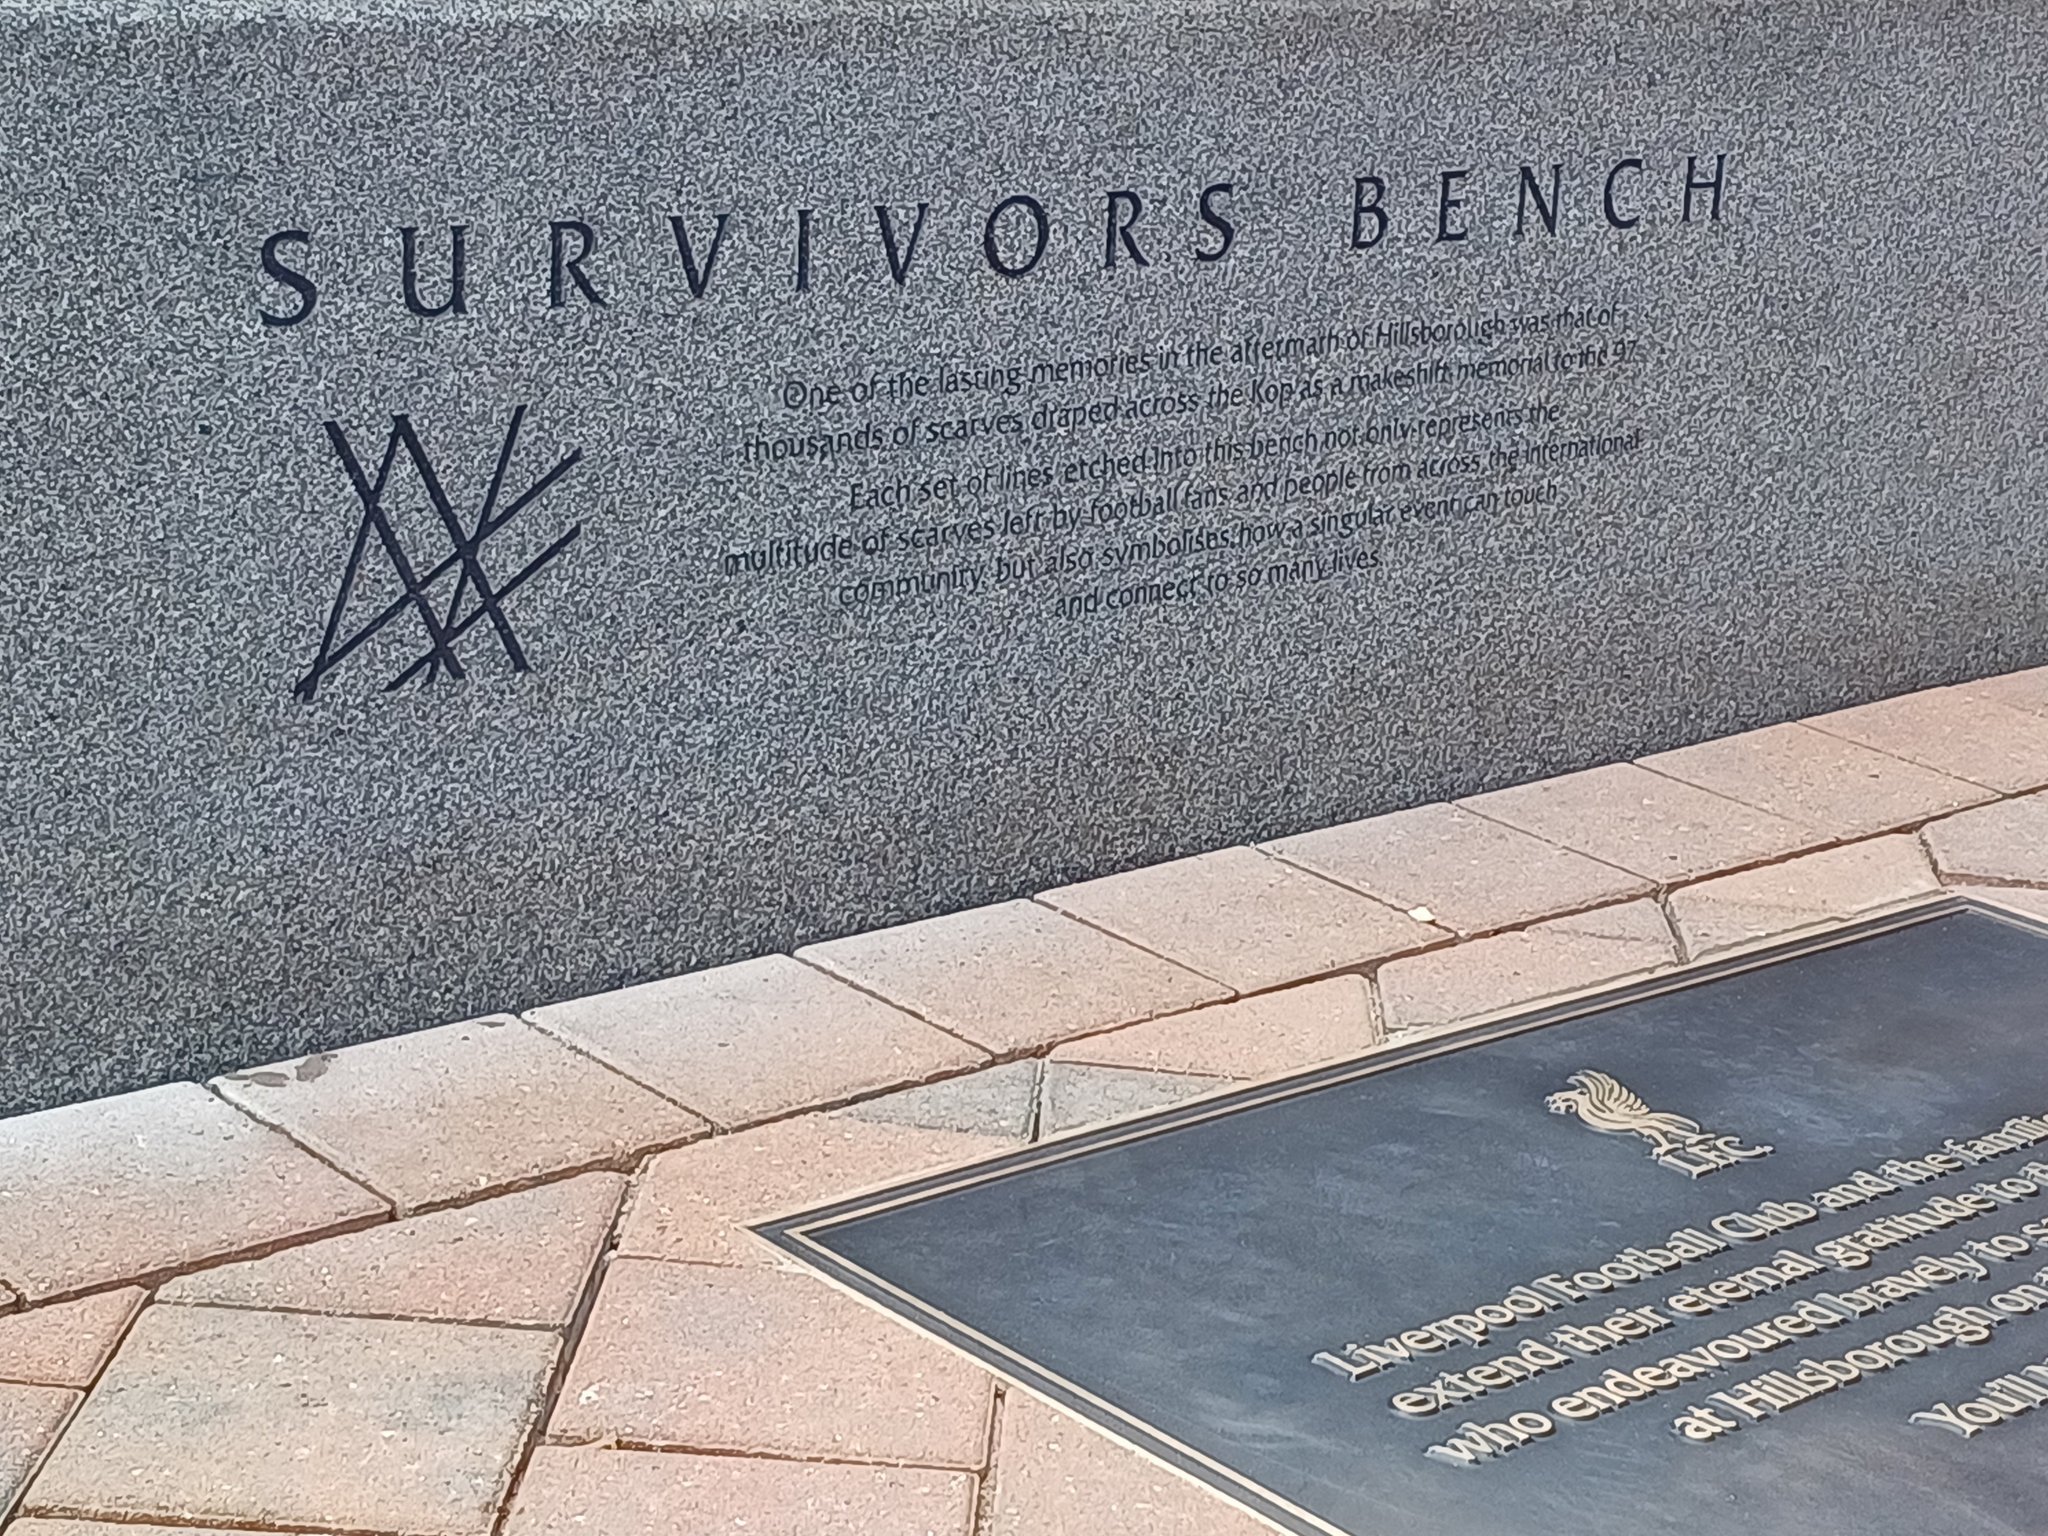 SURVIVORS BENCH
One of the lasting memories in the aftermath of Hillsborough was that of
thousands of scarves draped across the Kop as a makeshift memorial to the 97.
Each set of lines etched into this bench not only represents the
multitude of scarves left by football fans and people from across the international
community, but also symbolises how a singular event can touch
and connect to so many lives.
L.F.C.
Liverpool Football Club and the
extend their eternal gratitude to
who endeavoured bravely to
at Hillsborough on
You'll